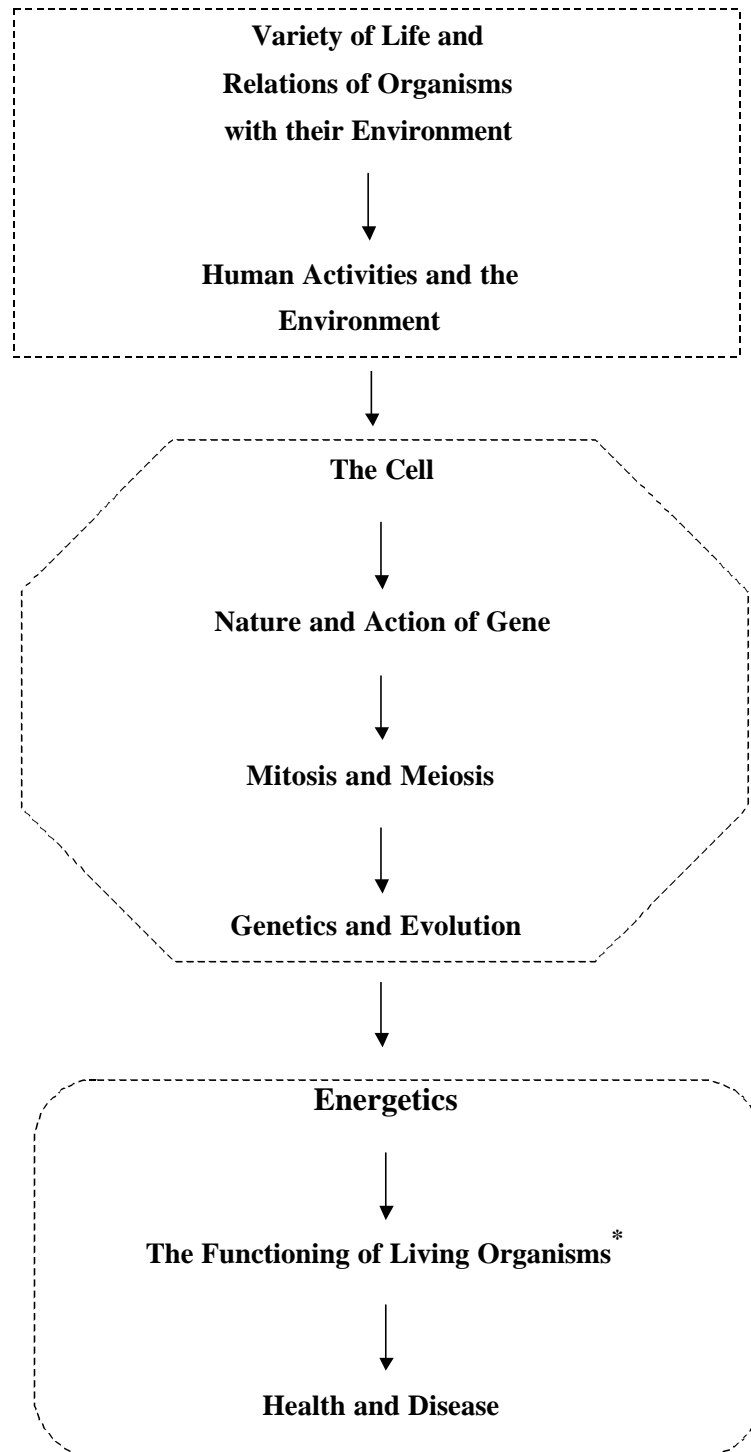 Variety of Life and
Relations of Organisms
with their Environment
Human Activities and the
Environment
The Cell
Nature and Action of Gene
Mitosis and Meiosis
Genetics and Evolution
Energetics
The Functioning of Living Organisms*
Health and Disease